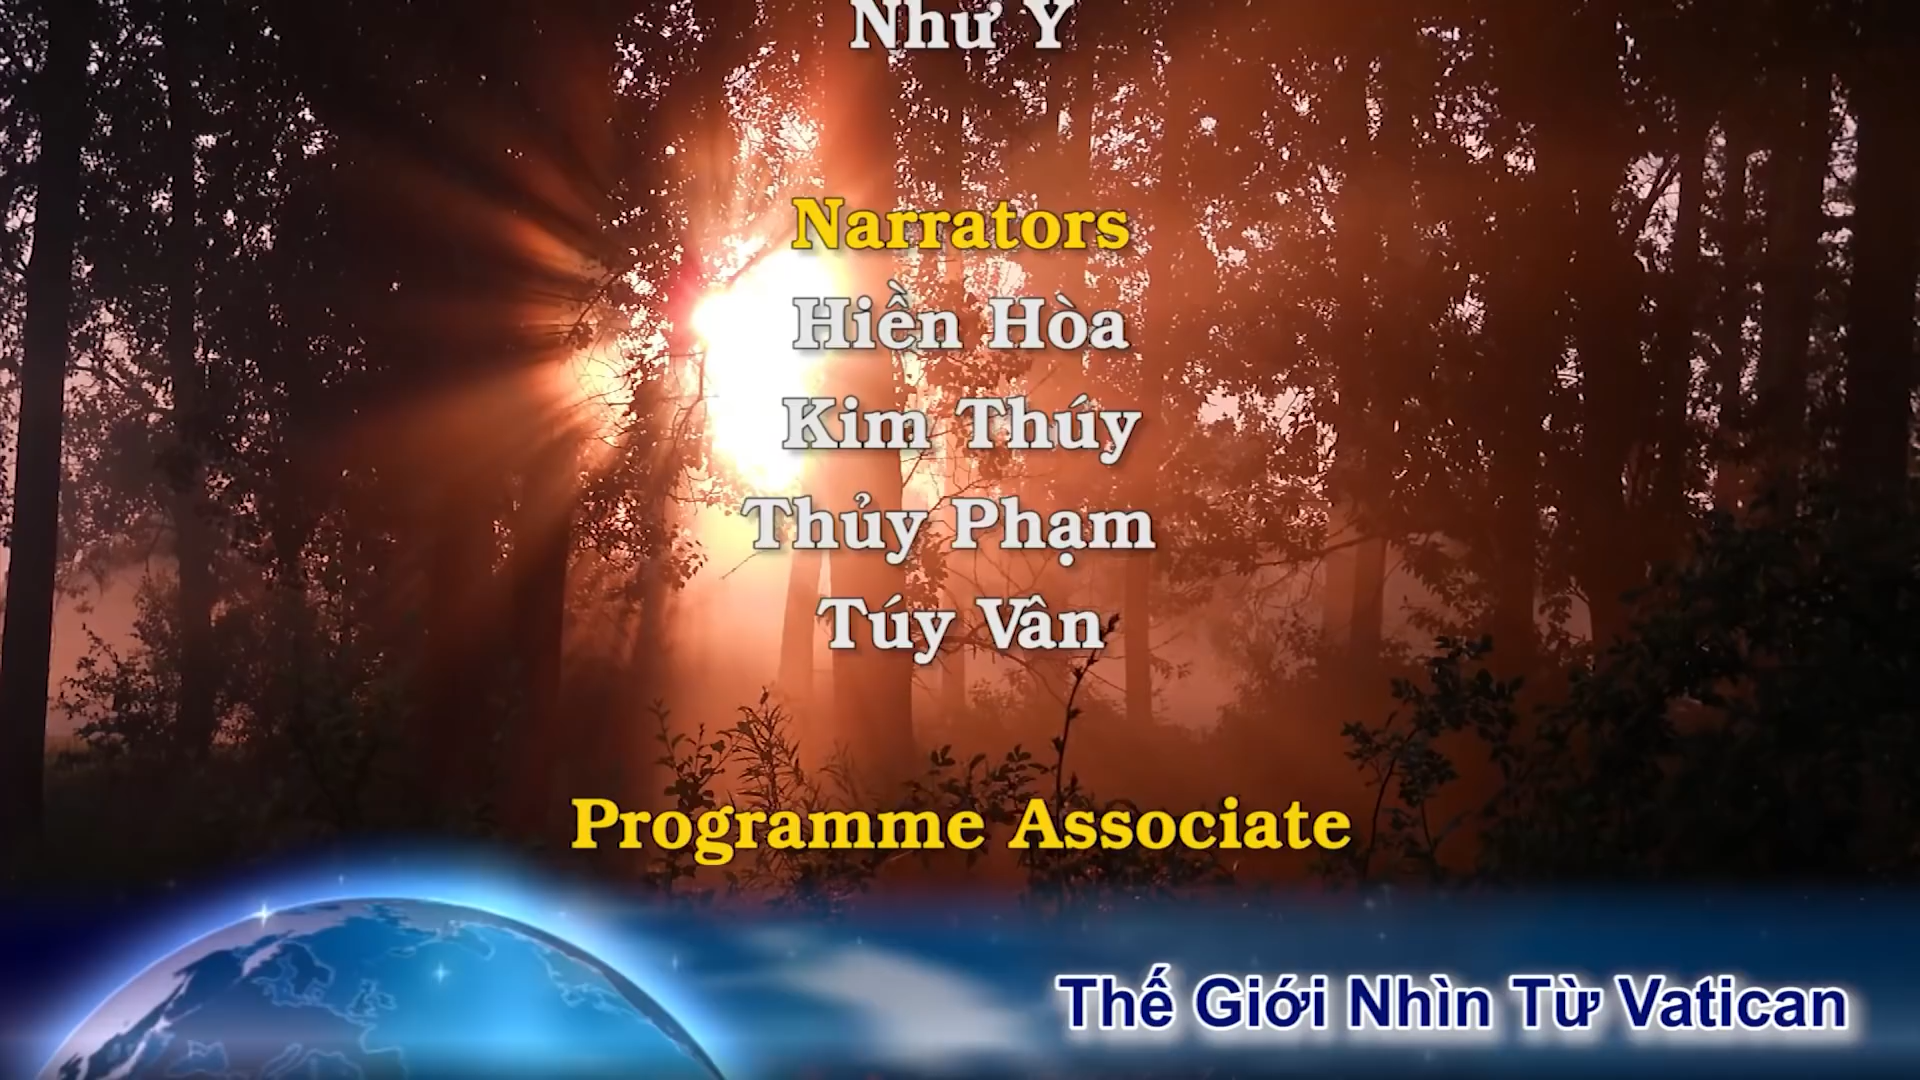 Như Ý
Narrators
Hiền Hòa
Kim Thúy
Thủy Phạm
Túy Vân
Programme Associate
Thế Giới Nhìn Từ Vatican